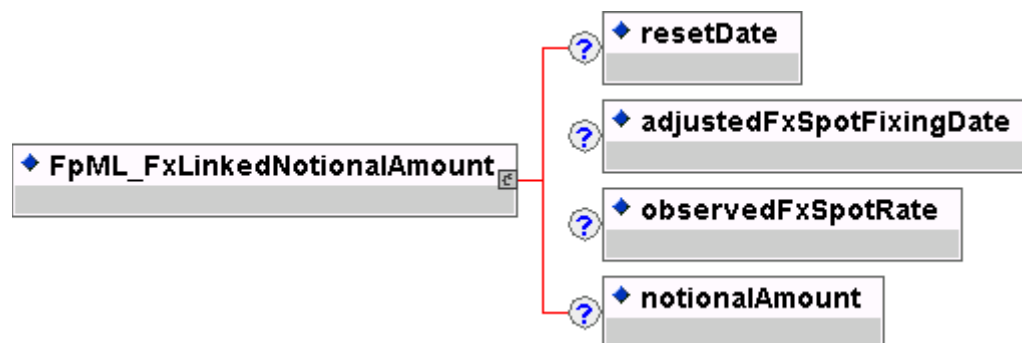 resetDate
adjustedFxSpotFixingDate
FpML_FxLinkedNotionalAmount
observedFxSpotRate
notionalAmount